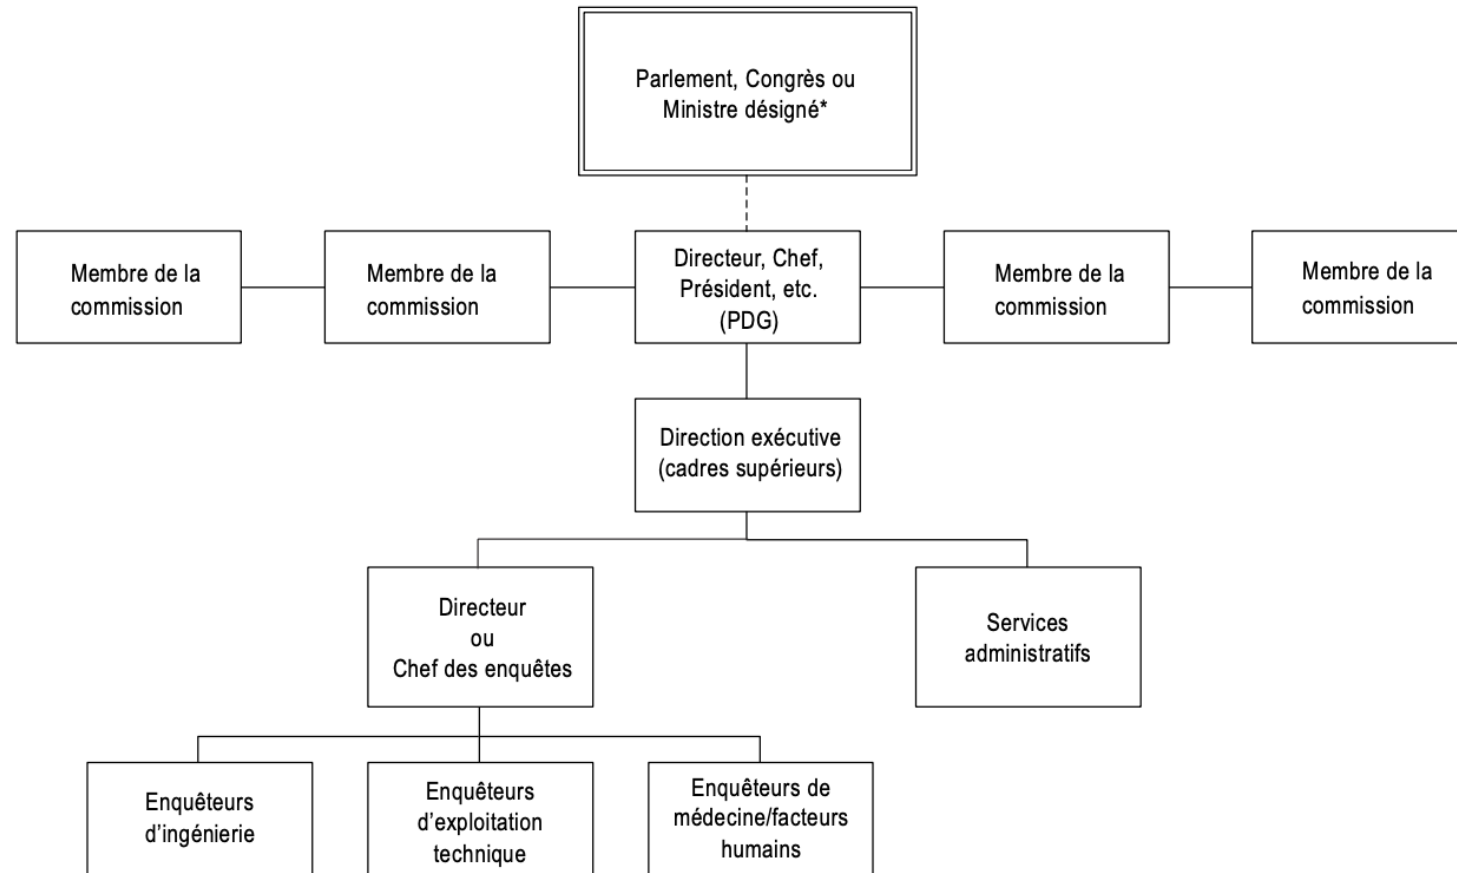 Parlement, Congrès ou
Ministre désigné*
Membre de la
commission
Membre de la
commission
Directeur, Chef,
Président, etc.
(PDG)
Membre de la
commission
Membre de la
commission
Direction exécutive
(cadres supérieurs)
Directeur
ou
Chef des enquêtes
Services
administratifs
Enquêteurs
d'ingénierie
Enquêteurs
d'exploitation
technique
Enquêteurs de
médecine/facteurs
humains